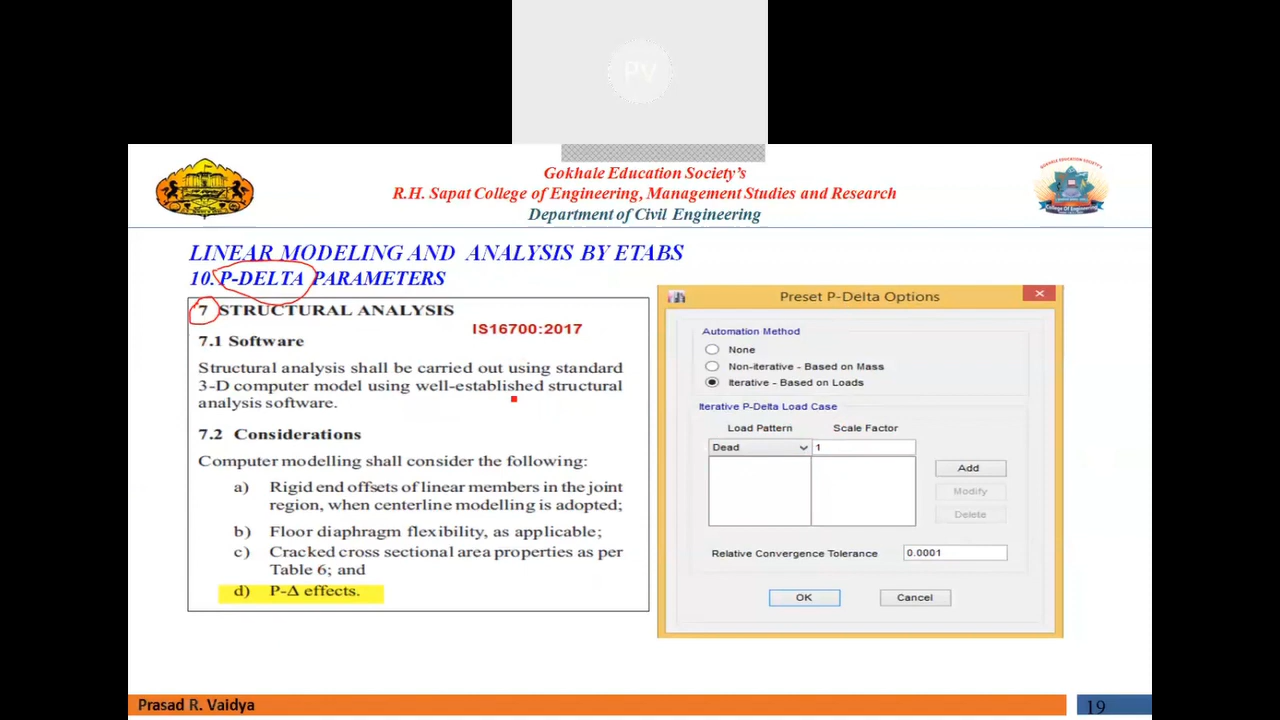 PV
Gokhale Education Society's
R.H. Sapat College of Engineering, Management Studies and Research
Department of Civil Engineering
LINEAR MODELING AND ANALYSIS BY ETABS
10. P-DELTA PARAMETERS
7 STRUCTURAL ANALYSIS
IS16700:2017
7.1 Software
Structural analysis shall be carried out using standard
3-D computer model using well-established structural
analysis software.
7.2 Considerations
Computer modelling shall consider the following:
a) Rigid end offsets of linear members in the joint
region, when centerline modelling is adopted;
b) Floor diaphragm flexibility, as applicable;
c) Cracked cross sectional area properties as per
Table 6; and
d) P-Δ effects.
Preset P-Delta Options
Automation Method
None
Non-iterative - Based on Mass
Iterative - Based on Loads
Iterative P-Delta Load Case
Load Pattern Scale Factor
Dead 1
Add
Modify
Delete
Relative Convergence Tolerance 0.0001
OK Cancel
Prasad R. Vaidya
19